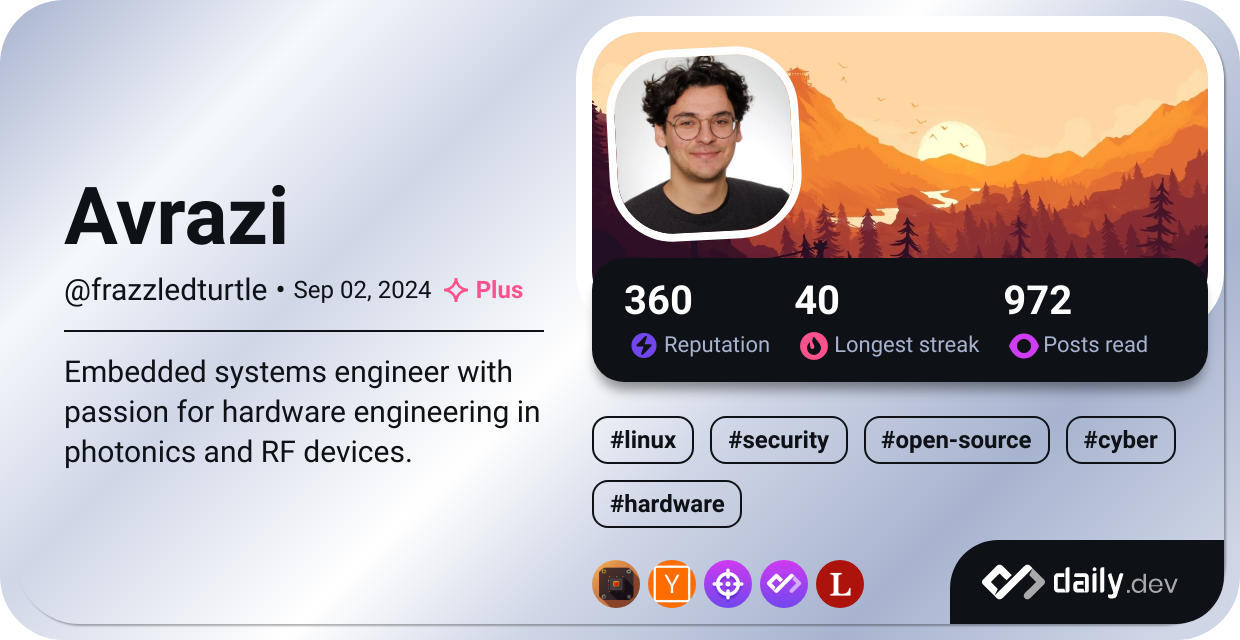 Avrazi
@frazzledturtle • Sep 02, 2024 Plus
Embedded systems engineer with
passion for hardware engineering in
photonics and RF devices.
360 40 972
Reputation Longest streak Posts read
#linux #security #open-source #cyber
#hardware
Y L
daily.dev